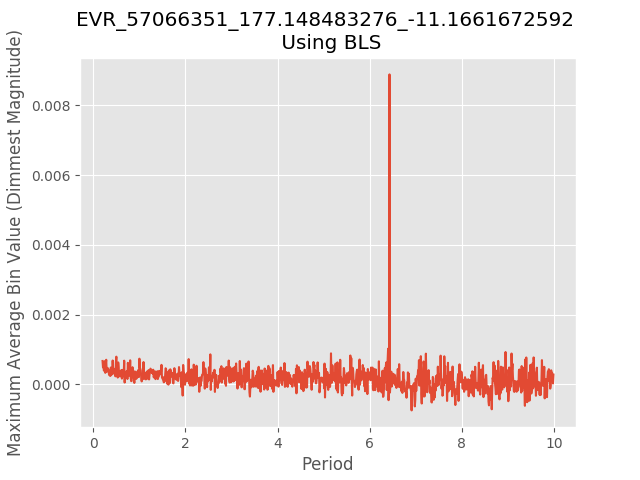 EVR_57066351_177.148483276_-11.1661672592
Using BLS
Maximum Average Bin Value (Dimmest Magnitude)
0.008
0.006
0.004
0.002
0.000
0
2
4
6
8
10
Period